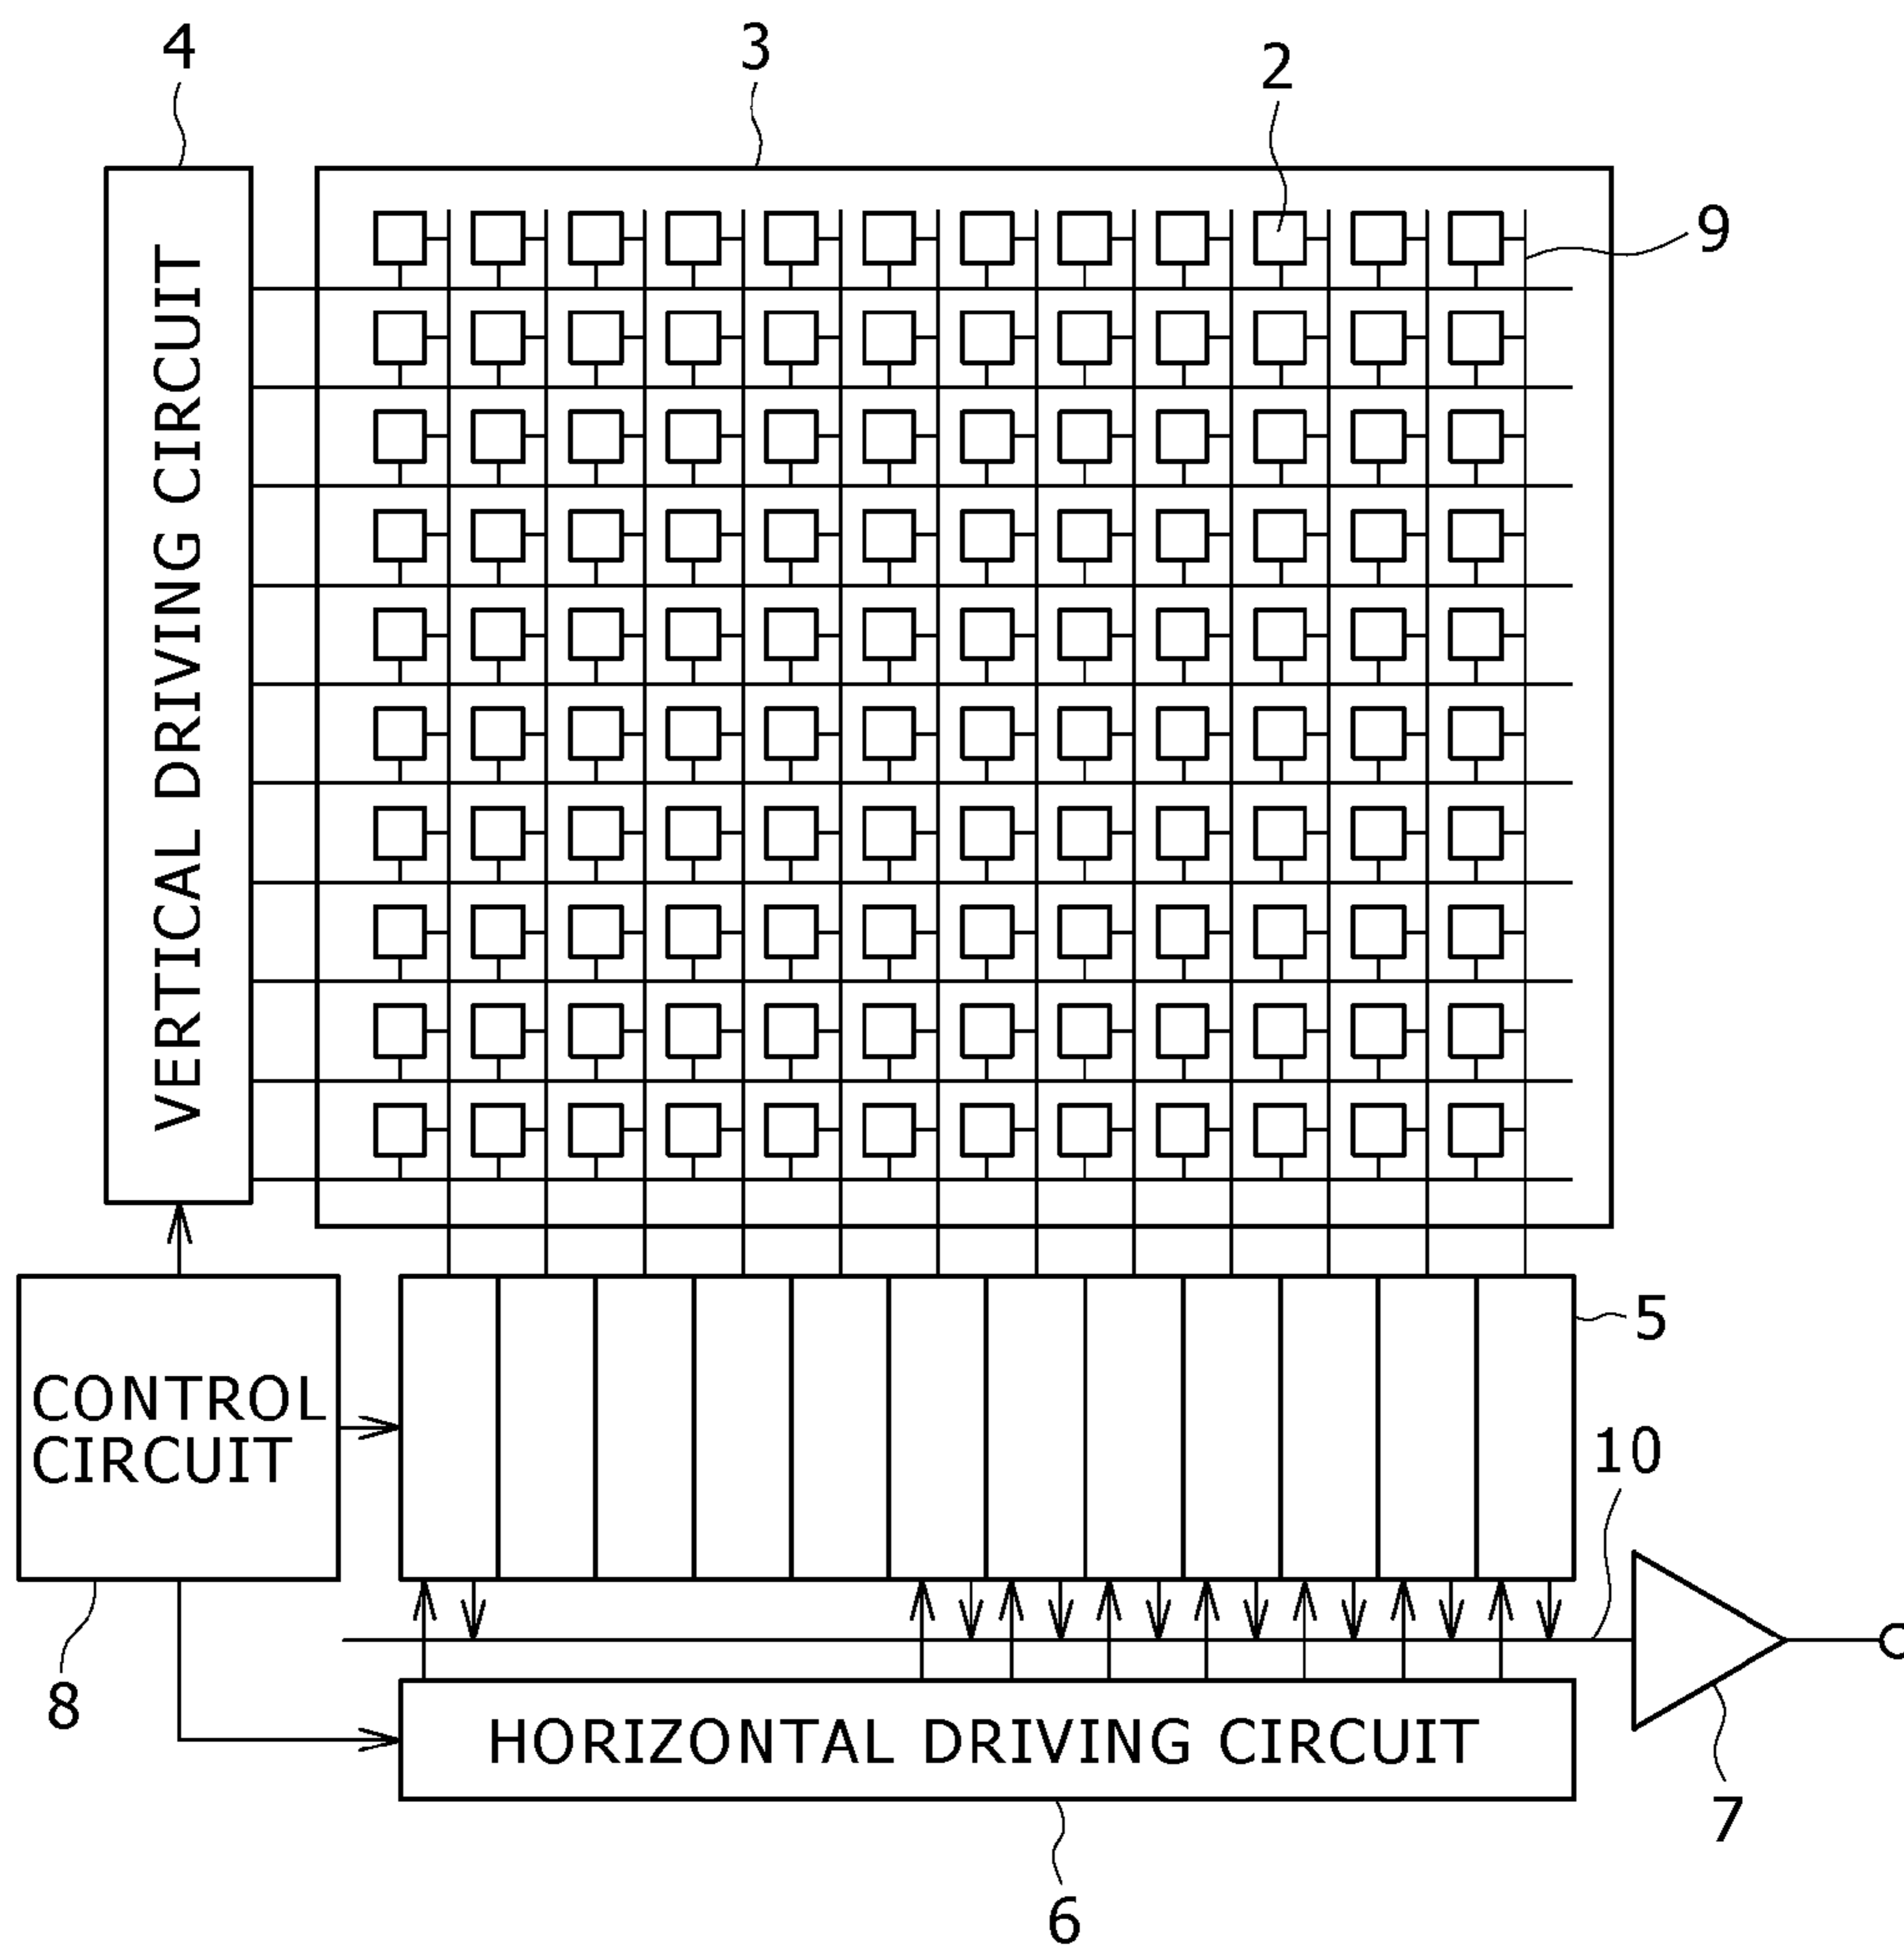 4
3
2
9
VERTICAL DRIVING CIRCUIT
5
CONTROL
CIRCUIT
10
8
HORIZONTAL DRIVING CIRCUIT
7
6